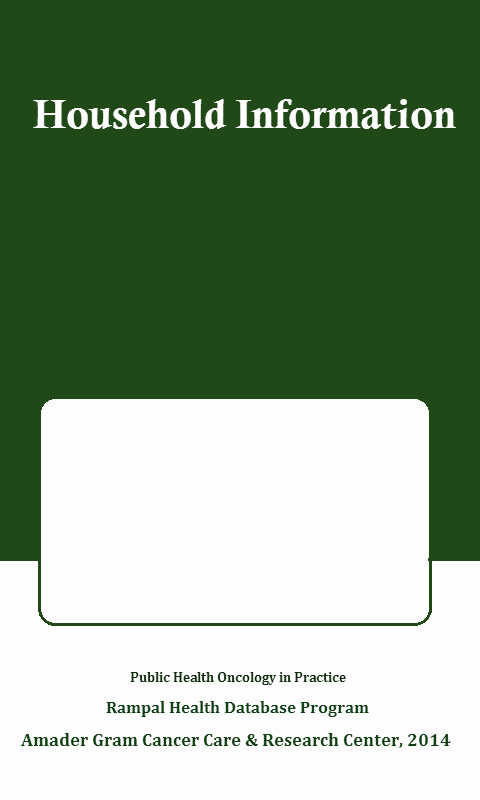 Household Information
Public Health Oncology in Practice
Rampal Health Database Program
Amader Gram Cancer Care & Research Center, 2014